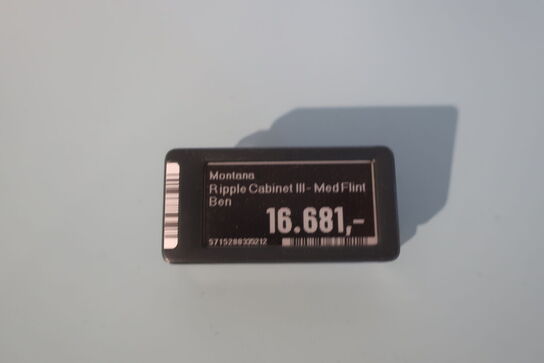 Montana
Ripple Cabinet III - Med Flint
Ben
16.681,-
5715288335212